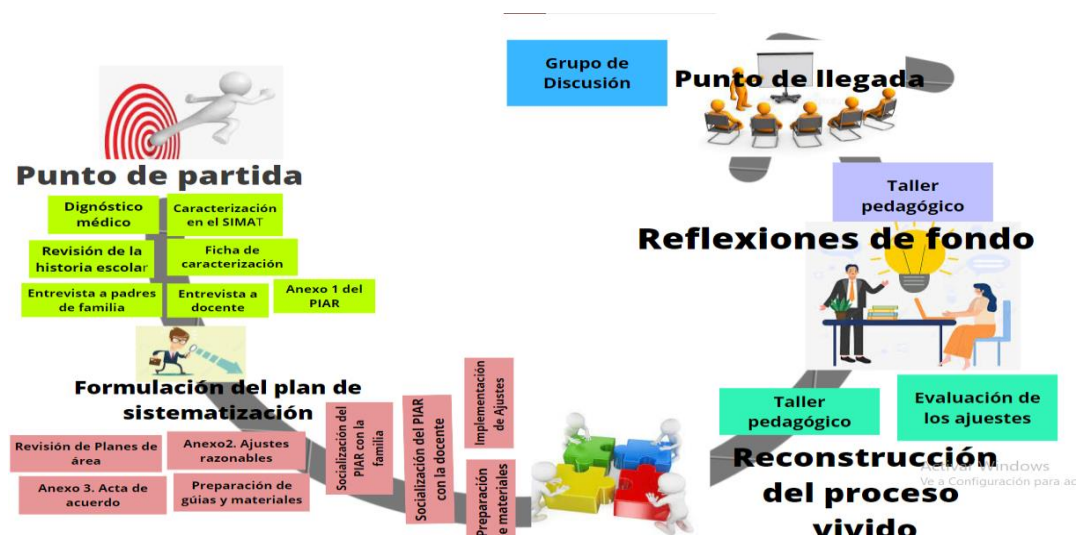 Punto de partida
Dignóstico
médico
Caracterización
en el SIMAT
Revisión de la
historia escolar
Ficha de
caracterización
Entrevista a padres
de familia
Entrevista a
docente
Anexo 1 del
PIAR
Formulación del plan de
sistematización
Revisión de Planes de
área
Anexo2. Ajustes
razonables
Anexo 3. Acta de
acuerdo
Preparación de
gúias y materiales
Socialización del
PIAR con la
familia
Socialización del PIAR
con la docente
Implementación
de Ajustes
Preparación
e materiales
Grupo de
Discusión
Punto de llegada
Taller
pedagógico
Reflexiones de fondo
Taller
pedagógico
Evaluación de
los ajuestes
Reconstrucción
del proceso
vivido
Activar Windows
Ve a Configuración para ac